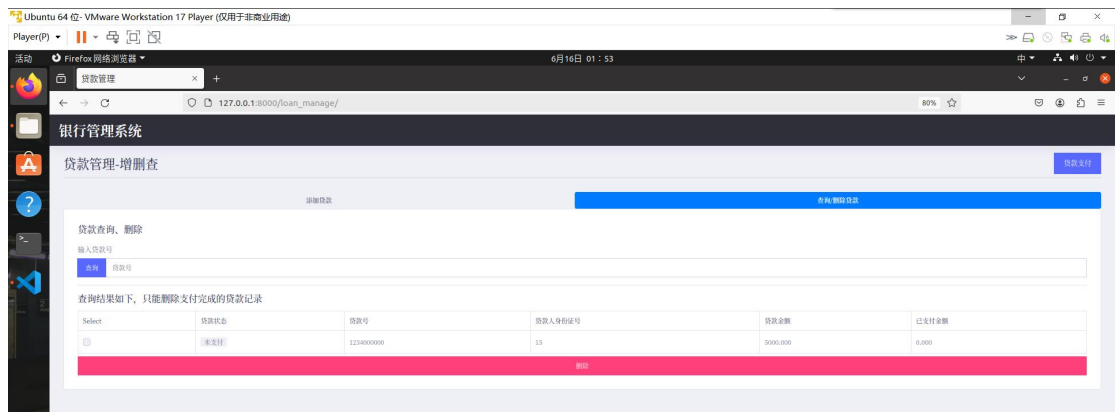 Ubuntu 64 位- VMware Workstation 17 Player (仅用于非商业用途)
Player(P)
活动 Firefox 网络浏览器 6月16日 01：53 中
贷款管理
127.0.0.1:8000/loan_manage/ 80%
银行管理系统
贷款管理-增删查 贷款支付
添加贷款 查询/删除贷款
贷款查询、删除
输入贷款号
查询 贷款号
查询结果如下，只能删除支付完成的贷款记录
Select 贷款状态 贷款号 贷款人身份证号 贷款金额 已支付金额
未支付 1234000000 15 5000.000 0.000
删除